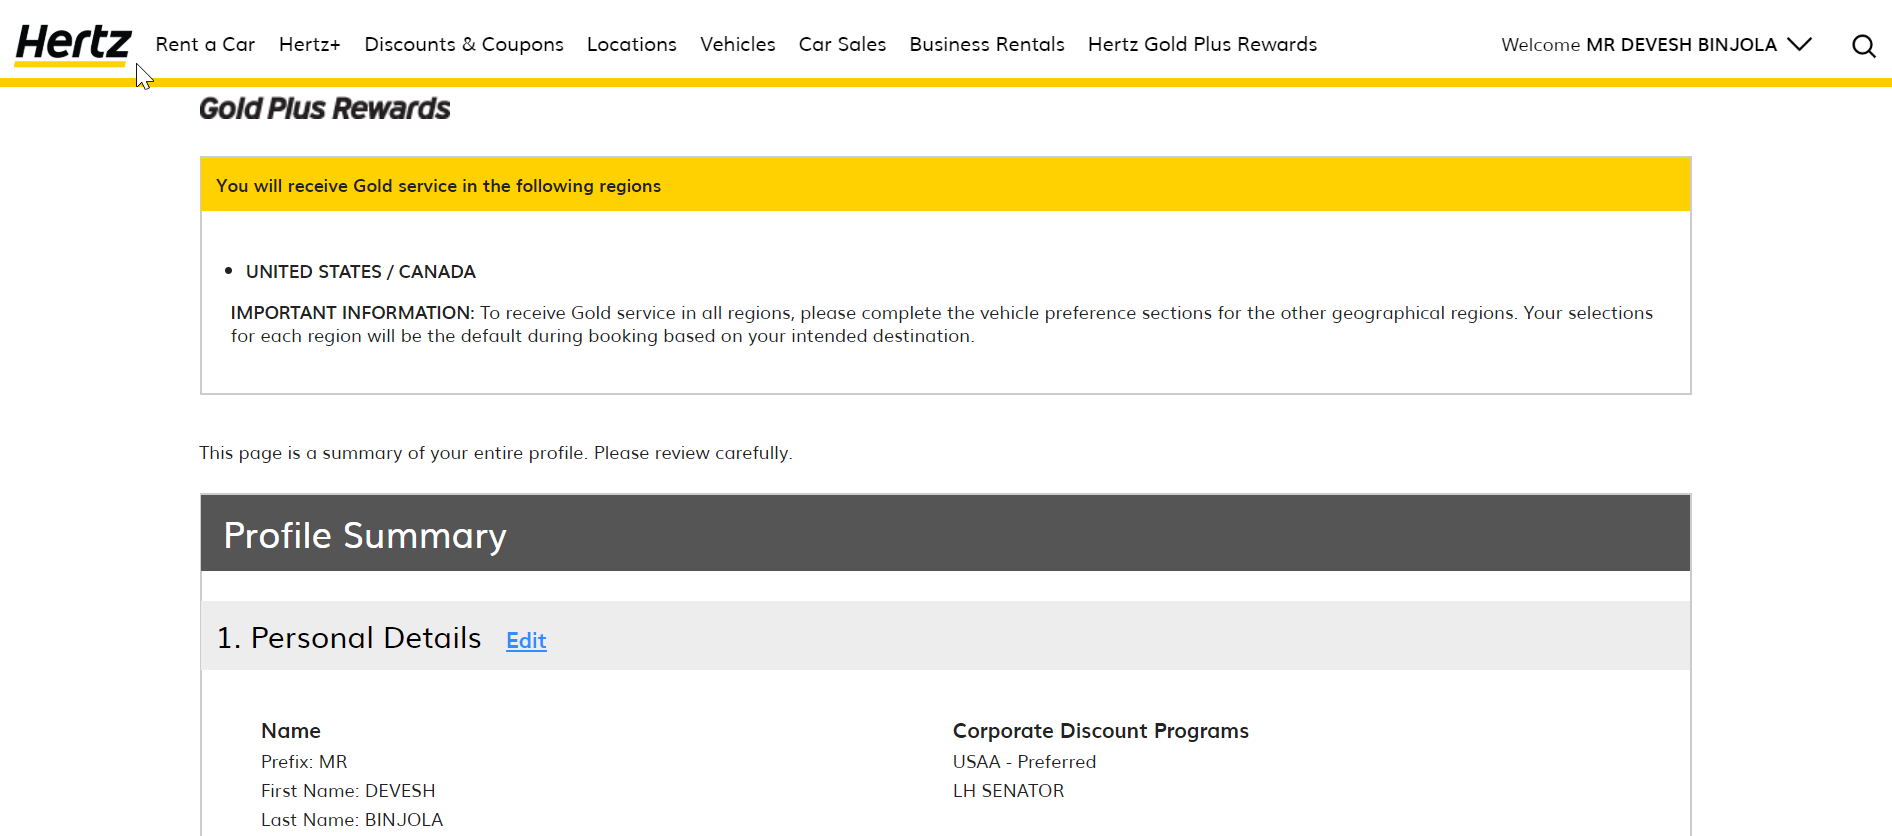 Hertz
Rent a Car Hertz+ Discounts & Coupons Locations Vehicles Car Sales Business Rentals Hertz Gold Plus Rewards Welcome MR DEVESH BINJOLA
Gold Plus Rewards
You will receive Gold service in the following regions
• UNITED STATES / CANADA
IMPORTANT INFORMATION: To receive Gold service in all regions, please complete the vehicle preference sections for the other geographical regions. Your selections
for each region will be the default during booking based on your intended destination.
This page is a summary of your entire profile. Please review carefully.
Profile Summary
1. Personal Details Edit
Name
Prefix: MR
First Name: DEVESH
Last Name: BINJOLA
Corporate Discount Programs
USAA - Preferred
LH SENATOR